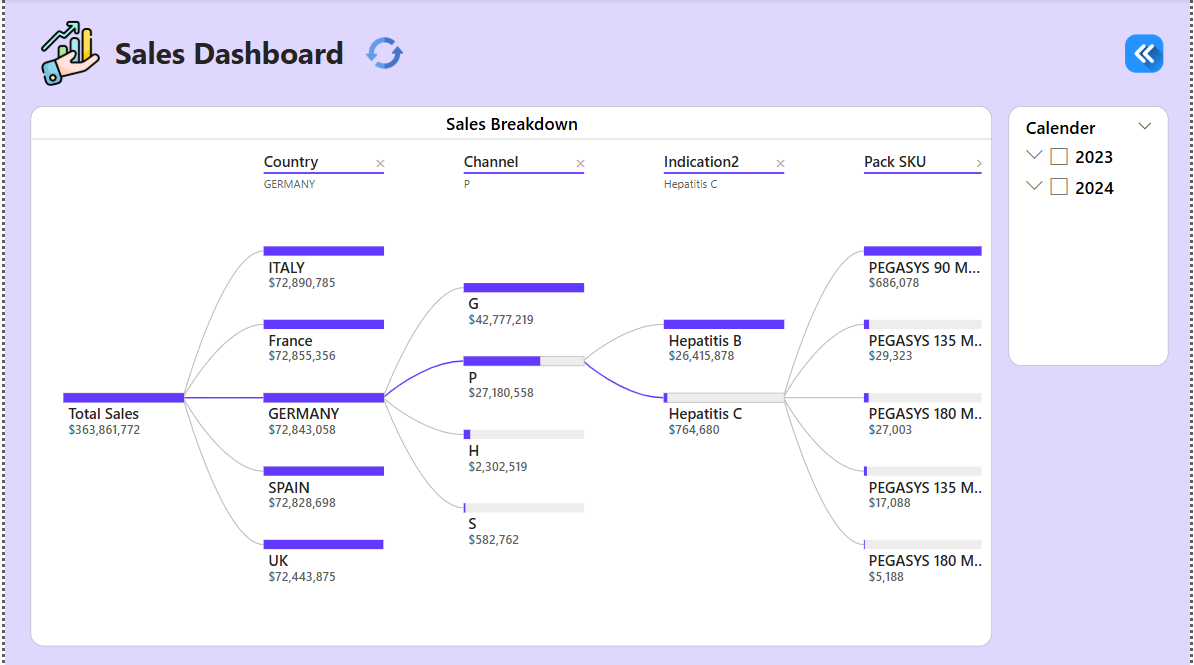 Sales Dashboard
Sales Breakdown
Country × Channel × Indication2 × Pack SKU
GERMANY P Hepatitis C
Total Sales
$363,861,772
ITALY
$72,890,785
France
$72,855,356
GERMANY
$72,843,058
SPAIN
$72,828,698
UK
$72,443,875
G
$42,777,219
P
$27,180,558
H
$2,302,519
S
$582,762
Hepatitis B
$26,415,878
Hepatitis C
$764,680
PEGASYS 90 M...
$686,078
PEGASYS 135 M..
$29,323
PEGASYS 180 M..
$27,003
PEGASYS 135 M..
$17,088
PEGASYS 180 M..
$5,188
Calender
2023
2024